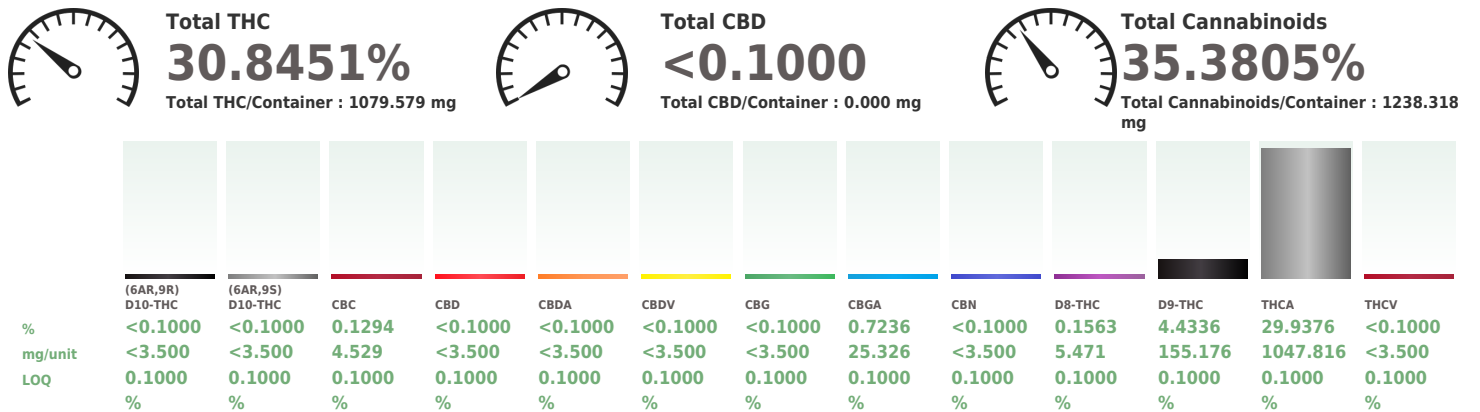 Total THC
30.8451%
Total THC/Container : 1079.579 mg
Total CBD
<0.1000
Total CBD/Container : 0.000 mg
Total Cannabinoids
35.3805%
Total Cannabinoids/Container : 1238.318
mg
(6AR,9R) (6AR,9S)
D10-THC D10-THC CBC CBD CBDA CBDV CBG CBGA CBN D8-THC D9-THC THCA THCV
% <0.1000 <0.1000 0.1294 <0.1000 <0.1000 <0.1000 <0.1000 0.7236 <0.1000 0.1563 4.4336 29.9376 <0.1000
mg/unit <3.500 <3.500 4.529 <3.500 <3.500 <3.500 <3.500 25.326 <3.500 5.471 155.176 1047.816 <3.500
LOQ 0.1000 0.1000 0.1000 0.1000 0.1000 0.1000 0.1000 0.1000 0.1000 0.1000 0.1000 0.1000 0.1000
% % % % % % % % % % % % %